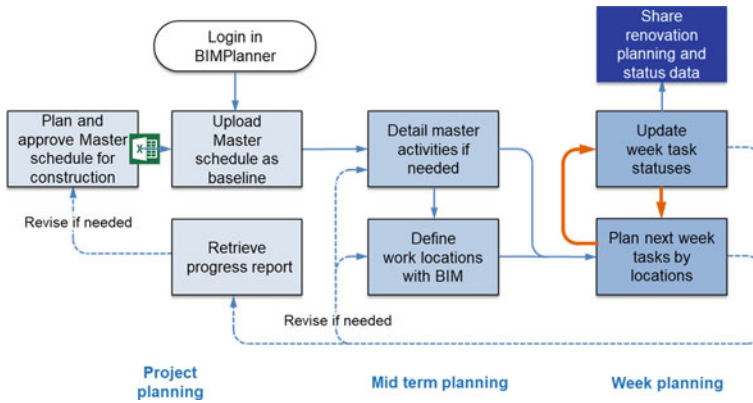 Login in
BIMPlanner
Share
renovation
planning and
status data
Plan and
approve Master
schedule for
construction
X
Upload
Master
schedule as
baseline
Detail master
activities if
needed
Update
week task
statuses
Revise if needed
Retrieve
progress report
Define
work locations
with BIM
Plan next week
tasks by
locations
Revise if needed
Project
planning
Mid term planning
Week planning